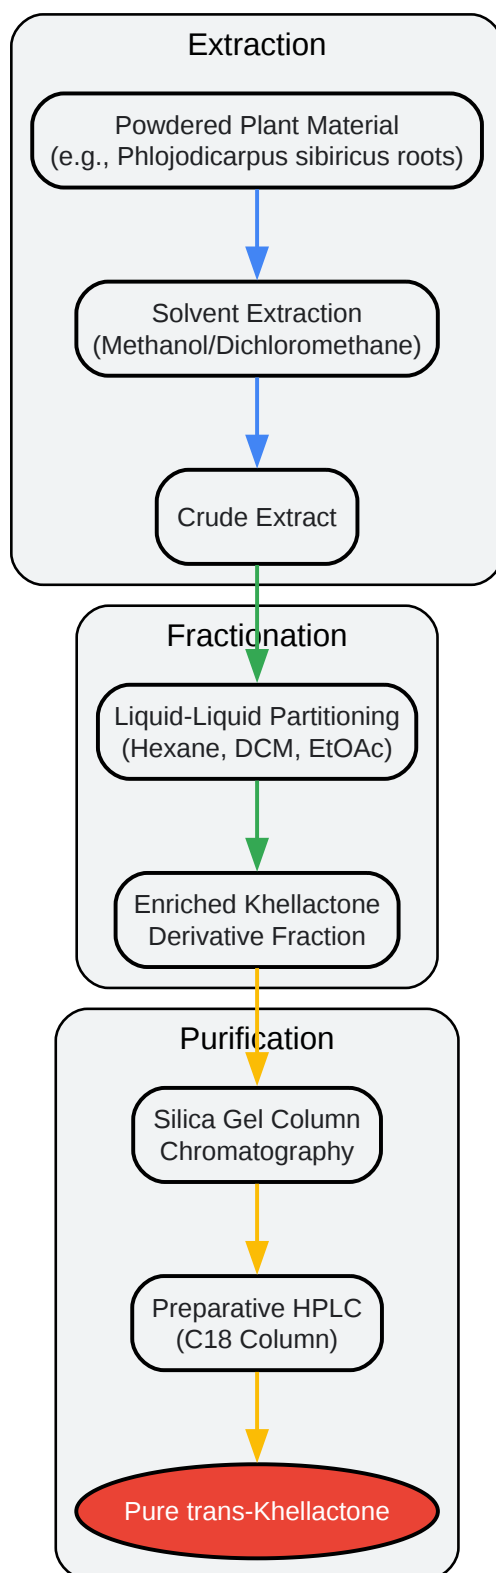 Extraction
Powdered Plant Material
(e.g., Phlojodicarpus sibiricus roots)
Solvent Extraction
(Methanol/Dichloromethane)
Crude Extract
Fractionation
Liquid-Liquid Partitioning
(Hexane, DCM, EtOAc)
Enriched Khellactone
Derivative Fraction
Purification
Silica Gel Column
Chromatography
Preparative HPLC
(C18 Column)
Pure trans-Khellactone